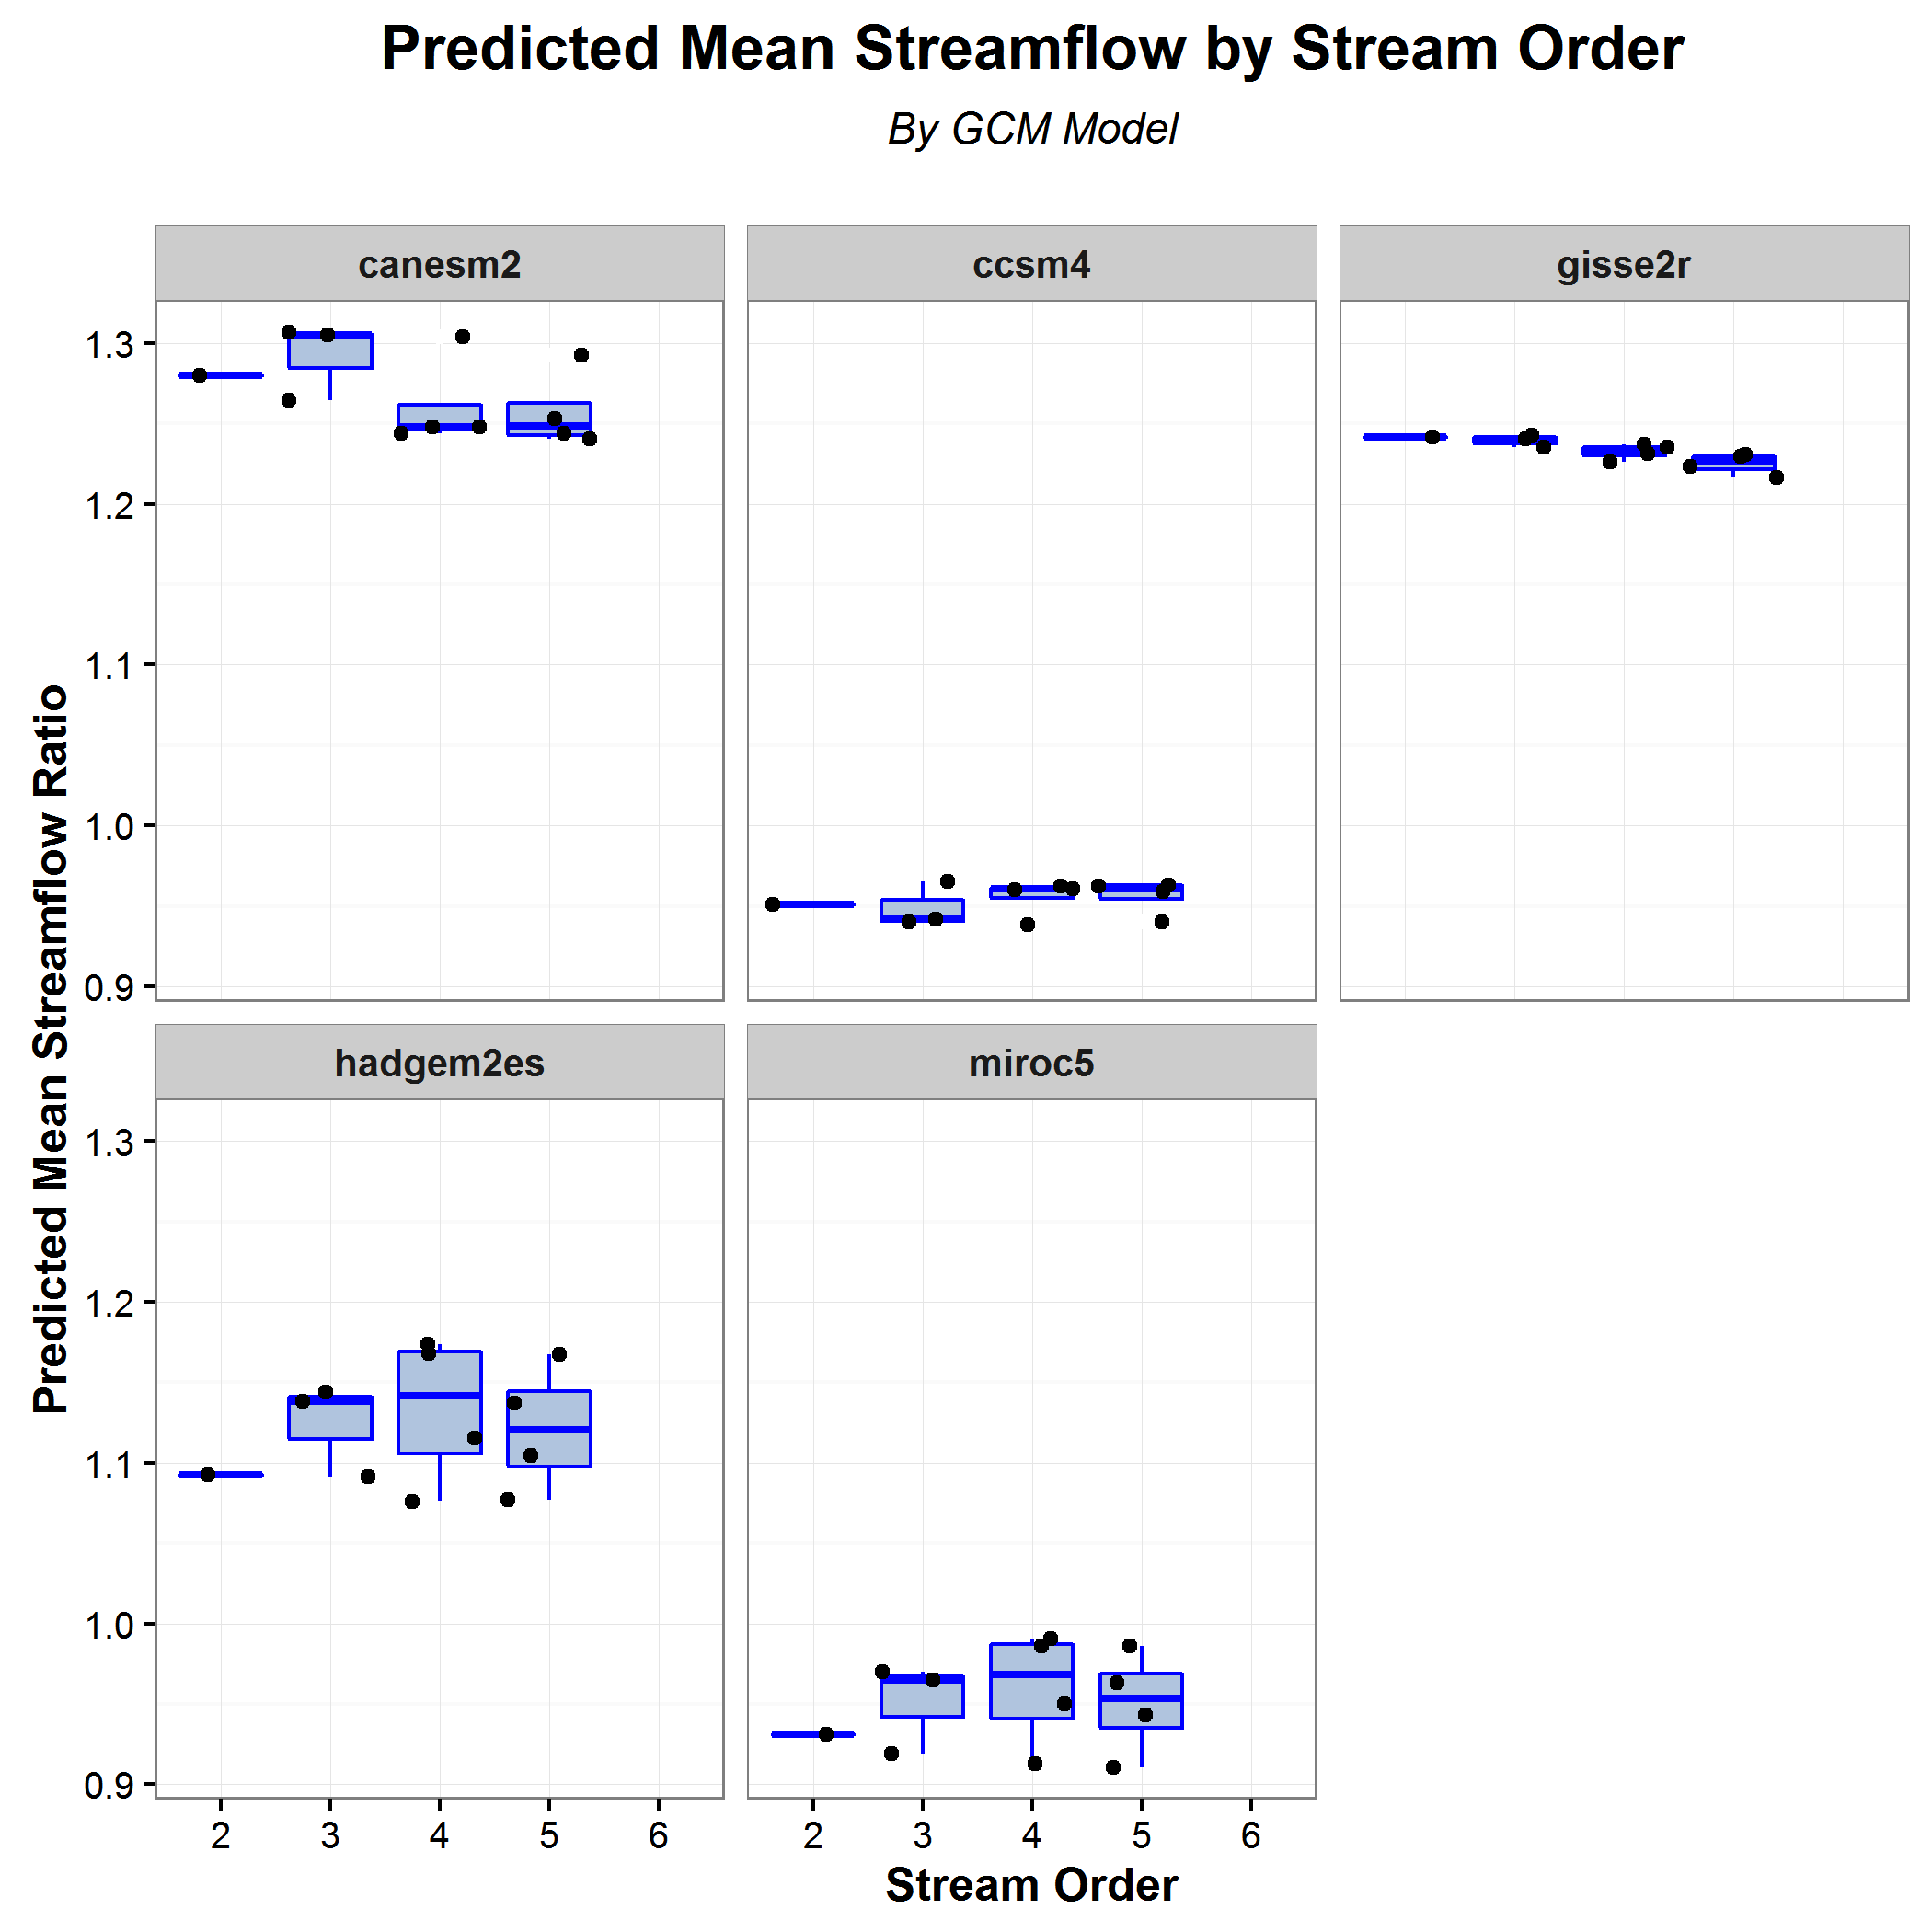 Predicted Mean Streamflow by Stream Order
By GCM Model
canesm2
ccsm4
gisse2r
1.3
1.2
1.1
1.0
0.9
Predicted Mean Streamflow Ratio
hadgem2es
miroc5
1.3
1.2
1.1
1.0
0.9
2 3 4 5 6
2 3 4 5 6
Stream Order